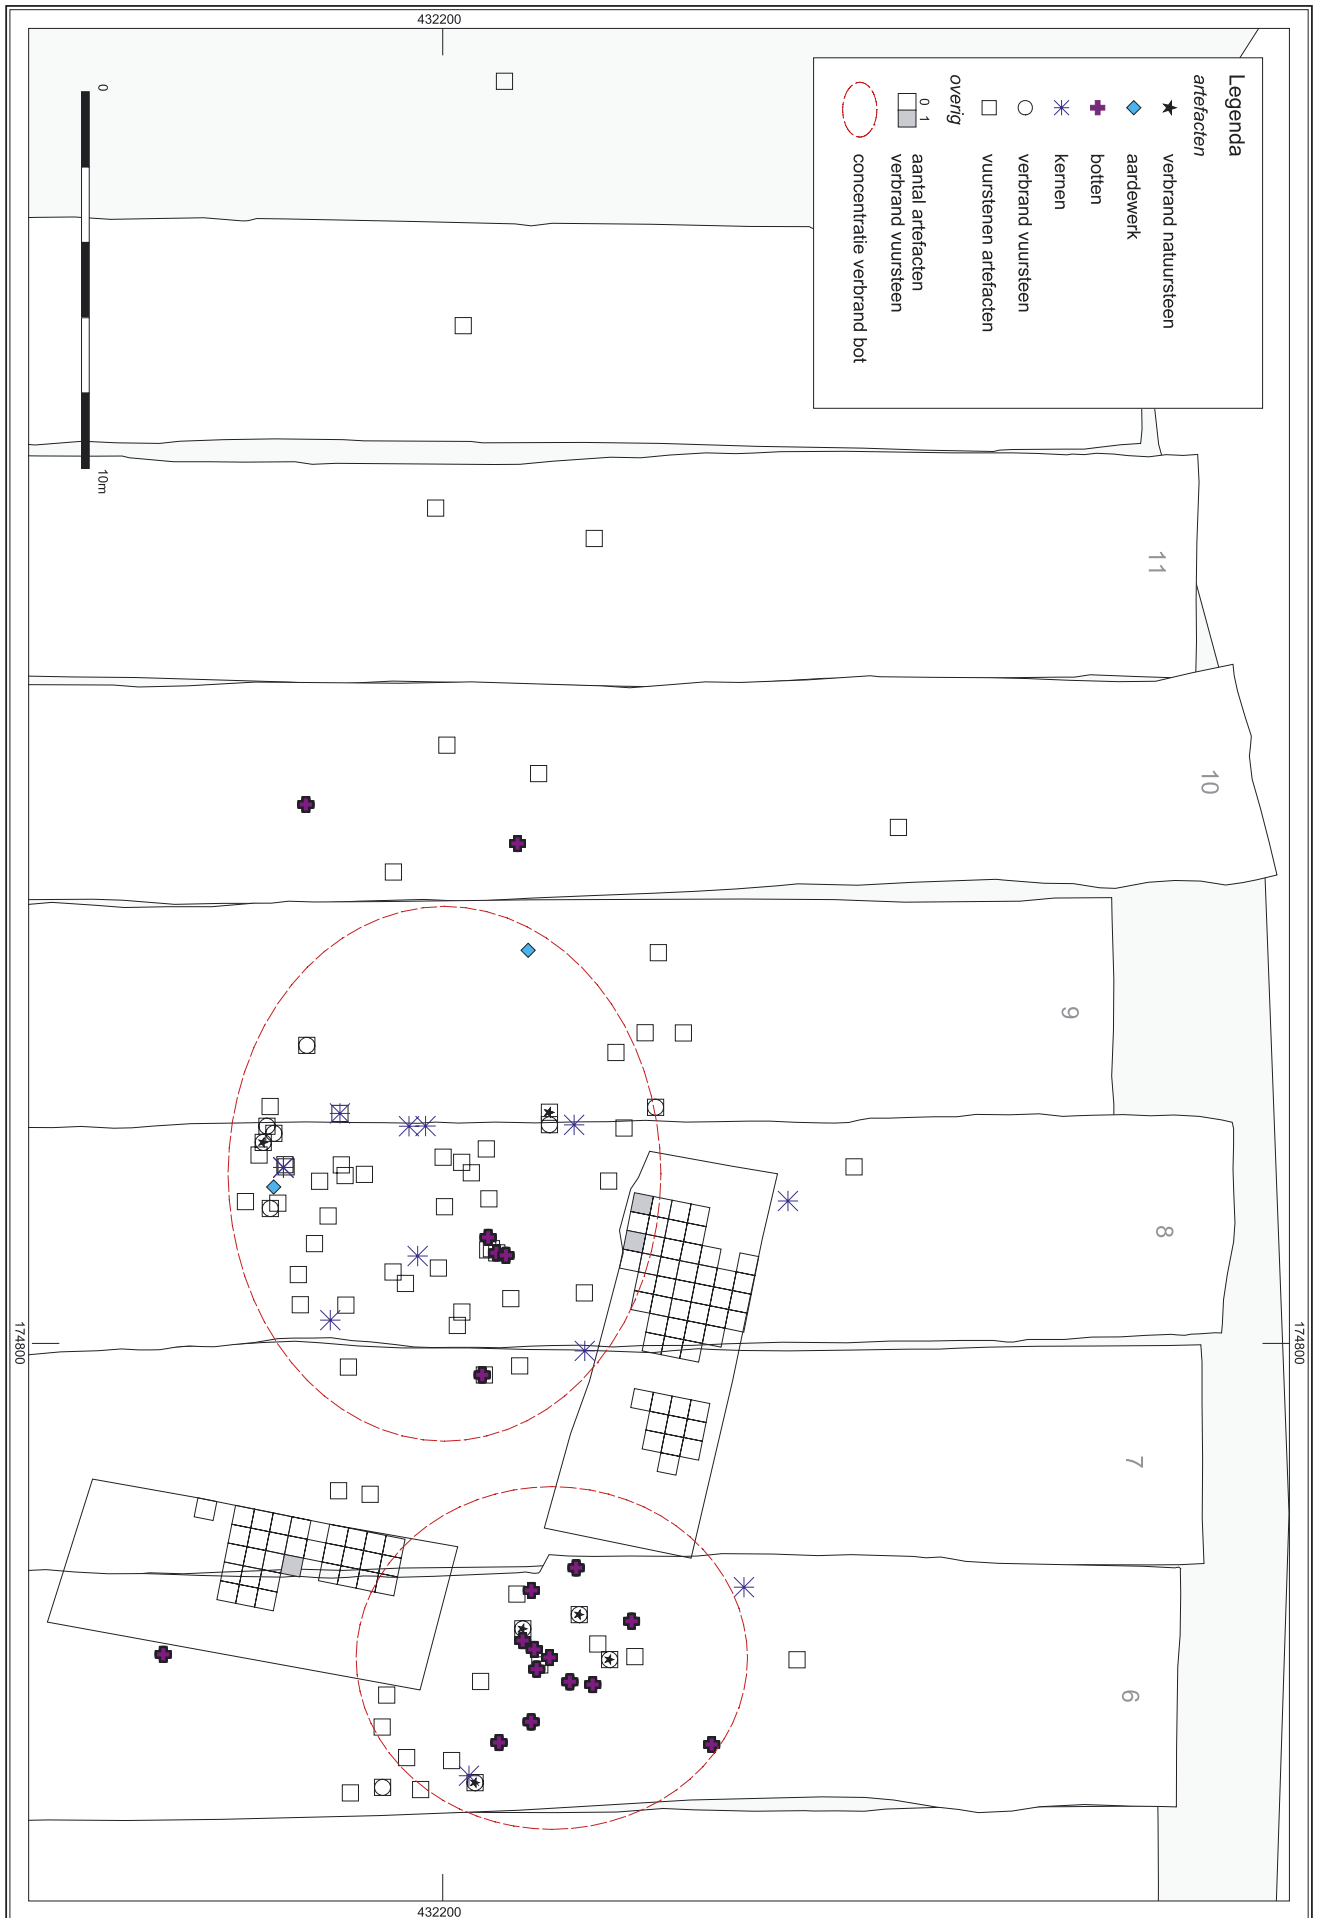 432200
Legenda
artefacten
verbrand natuursteen
aardewerk
botten
kernen
verbrand vuursteen
vuurstenen artefacten
overig
0 1
aantal artefacten
verbrand vuursteen
concentratie verbrand bot
0
10m
11
10
9
8
174800
174800
7
6
432200